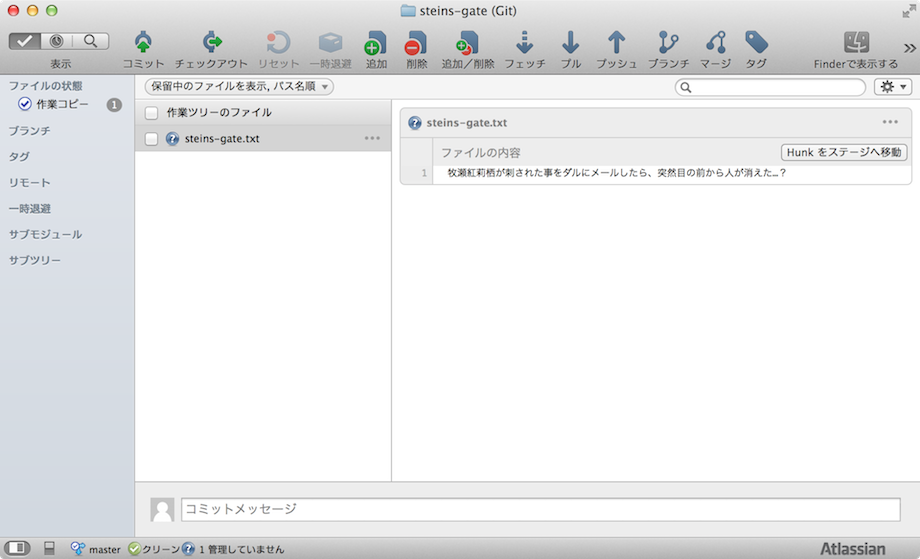 steins-gate (Git)
表示
コミット
チェックアウト
リセット
一時退避
追加
削除
追加／削除
フェッチ
プル
プッシュ
ブランチ
マージ
タグ
Finderで表示する
ファイルの状態
作業コピー 1
ブランチ
タグ
リモート
一時退避
サブモジュール
サブツリー
保留中のファイルを表示, パス名順
作業ツリーのファイル
steins-gate.txt
steins-gate.txt
ファイルの内容
Hunk をステージへ移動
1 牧瀬紅莉栖が刺された事をダルにメールしたら、突然目の前から人が消えた…？
コミットメッセージ
master クリーン 1 管理していません
Atlassian